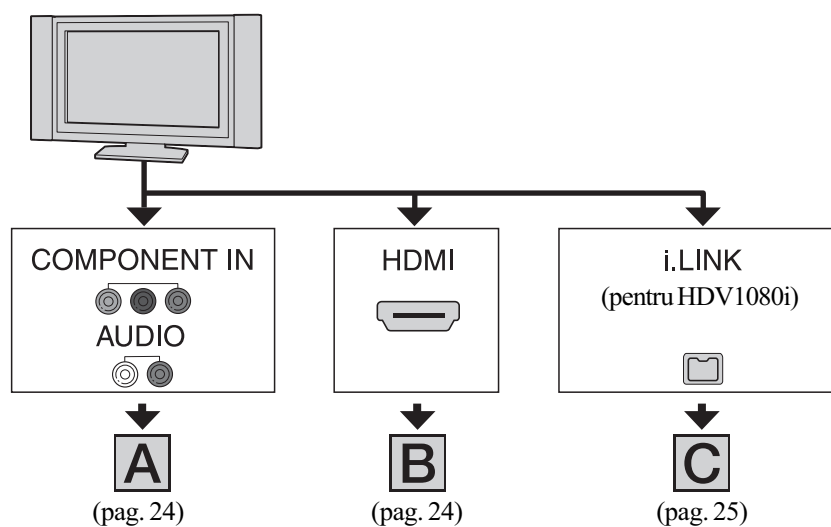 COMPONENT IN
AUDIO
A
(pag. 24)
HDMI
B
(pag. 24)
i.LINK
(pentru HDV1080i)
C
(pag. 25)